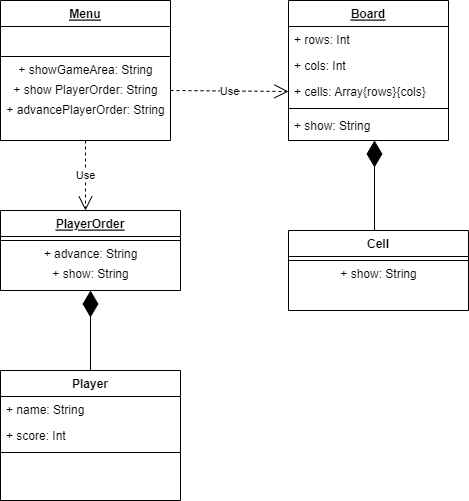 Menu
+ showGameArea: String
+ show PlayerOrder: String
+ advancePlayerOrder: String
Use
Board
+ rows: Int
+ cols: Int
+ cells: Array{rows}{cols}
+ show: String
Use
PlayerOrder
+ advance: String
+ show: String
Cell
+ show: String
Player
+ name: String
+ score: Int